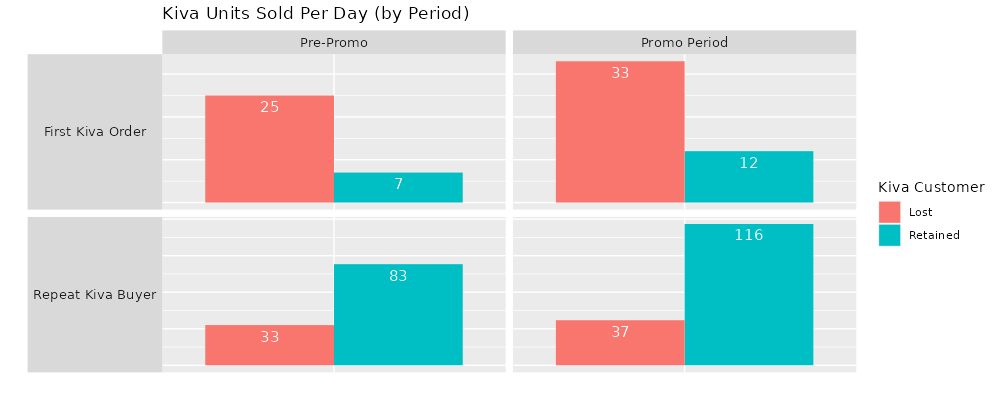 Kiva Units Sold Per Day (by Period)
Pre-Promo
Promo Period
First Kiva Order
25
7
33
12
Repeat Kiva Buyer
33
83
37
116
Kiva Customer
Lost
Retained